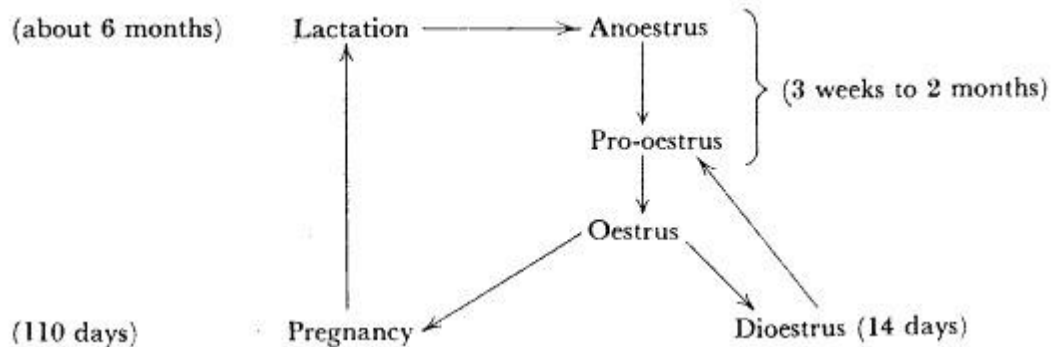 (about 6 months) Lactation Anoestrus
(3 weeks to 2 months)
Pro-oestrus
Oestrus
(110 days) Pregnancy Dioestrus (14 days)